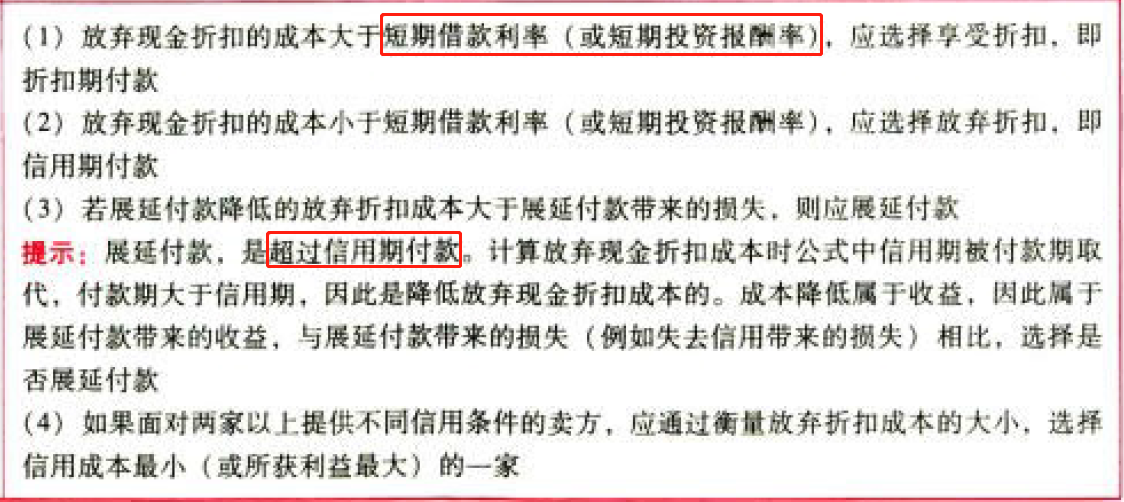 （1）放弃现金折扣的成本大于短期借款利率（或短期投资报酬率），应选择享受折扣，即
折扣期付款
（2）放弃现金折扣的成本小于短期借款利率（或短期投资报酬率），应选择放弃折扣，即
信用期付款
（3）若展延付款降低的放弃折扣成本大于展延付款带来的损失，则应展延付款
提示：展延付款，是超过信用期付款。计算放弃现金折扣成本时公式中信用期被付款期取
代，付款期大于信用期，因此是降低放弃现金折扣成本的。成本降低属于收益，因此属于
展延付款带来的收益，与展延付款带来的损失（例如失去信用带来的损失）相比，选择是
否展延付款
（4）如果面对两家以上提供不同信用条件的卖方，应通过衡量放弃折扣成本的大小，选择
信用成本最小（或所获利益最大）的一家